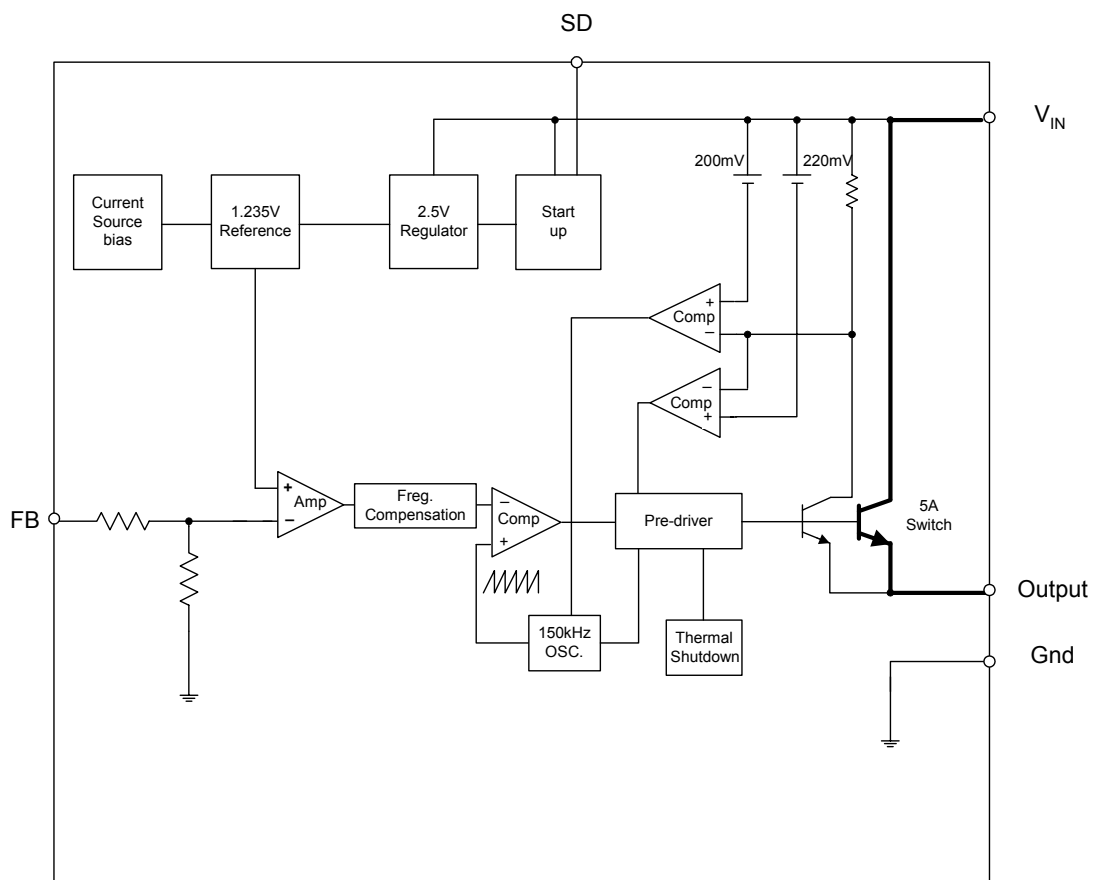 SD
V_IN
200mV
220mV
Current
Source
bias
1.235V
Reference
2.5V
Regulator
Start
up
+
Comp
–
–
Comp
+
+
Amp
–
Freg.
Compensation
–
Comp
+
Pre-driver
5A
Switch
FB
150kHz
OSC.
Thermal
Shutdown
Output
Gnd